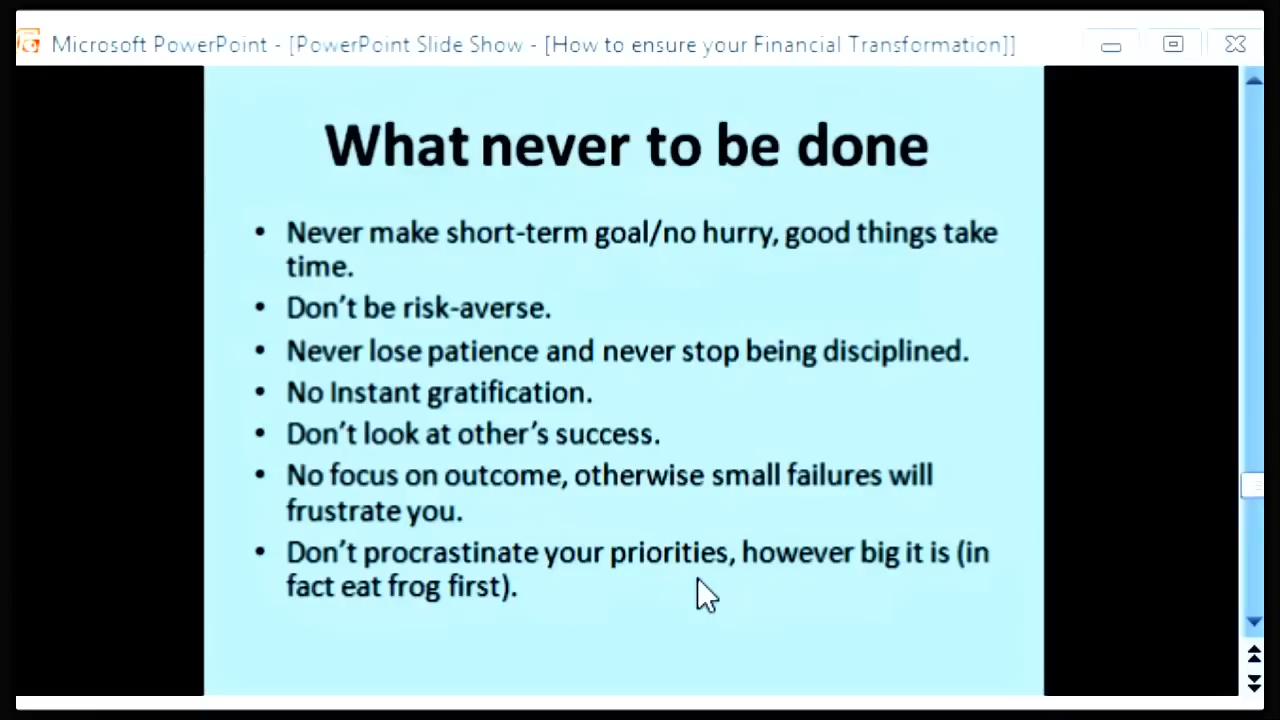 Microsoft PowerPoint - [PowerPoint Slide Show - [How to ensure your Financial Transformation]]
What never to be done
• Never make short-term goal/no hurry, good things take
time.
• Don't be risk-averse.
• Never lose patience and never stop being disciplined.
• No Instant gratification.
• Don't look at other's success.
• No focus on outcome, otherwise small failures will
frustrate you.
• Don't procrastinate your priorities, however big it is (in
fact eat frog first).